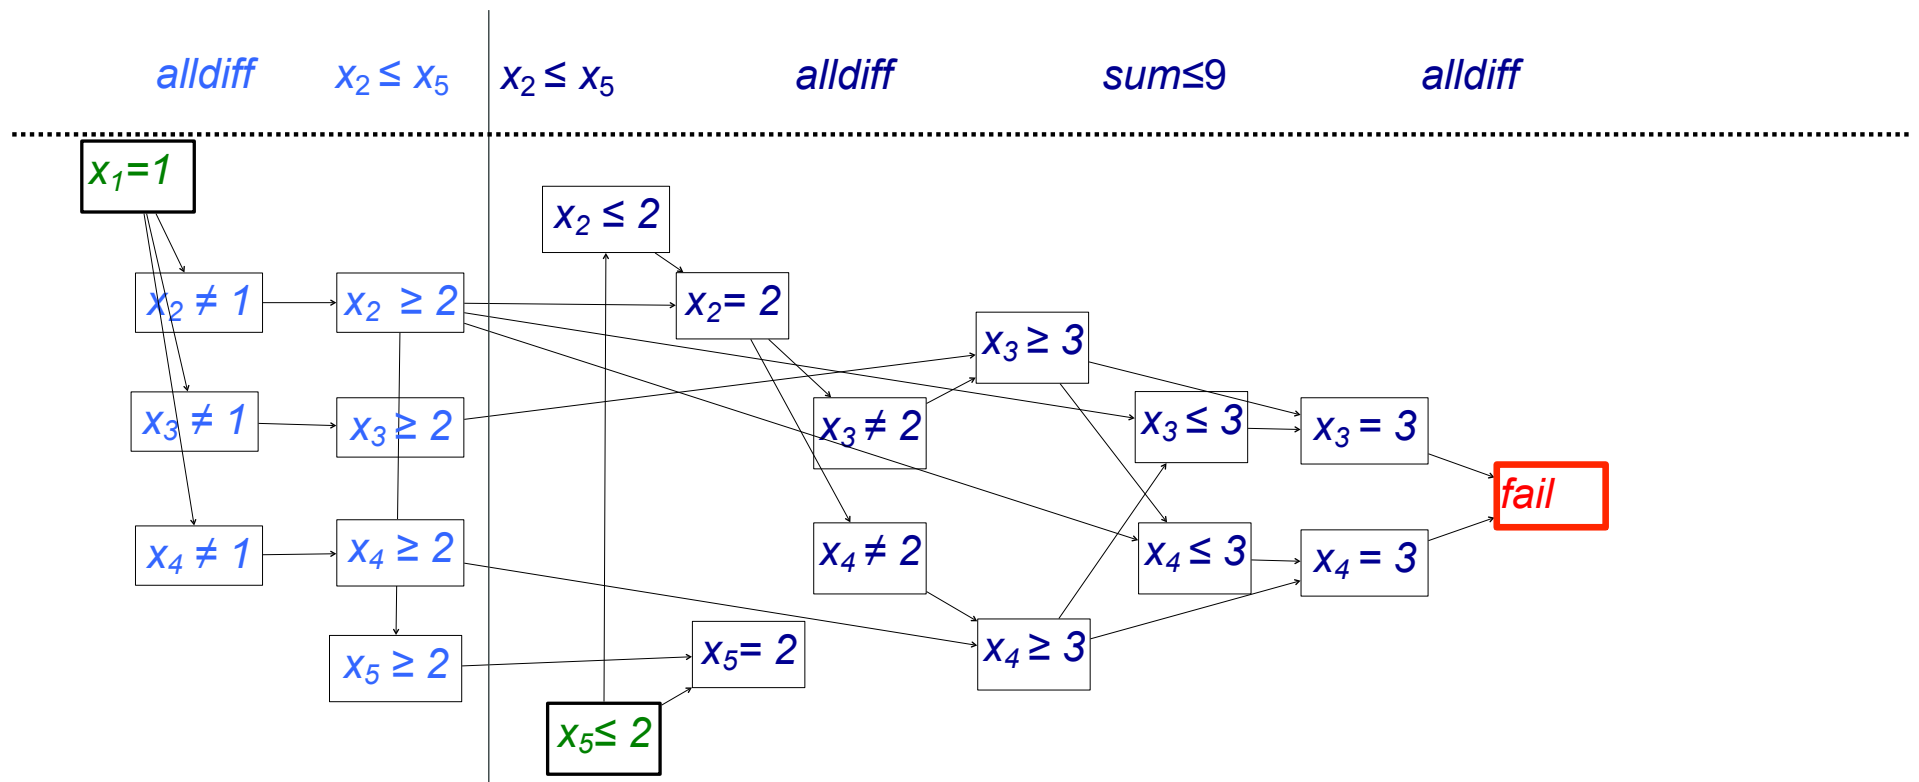 alldiff x₂ ≤ x₅ x₂ ≤ x₅ alldiff sum≤9 alldiff
x₁=1
x₂ ≤ 2
x₂ ≠ 1 x₂ ≥ 2 x₂= 2
x₃ ≥ 3
x₃ ≠ 1 x₃ ≥ 2 x₃ ≠ 2 x₃ ≤ 3 x₃ = 3
fail
x₄ ≠ 1 x₄ ≥ 2 x₄ ≠ 2 x₄ ≤ 3 x₄ = 3
x₅ ≥ 2 x₅= 2 x₄ ≥ 3
x₅≤ 2